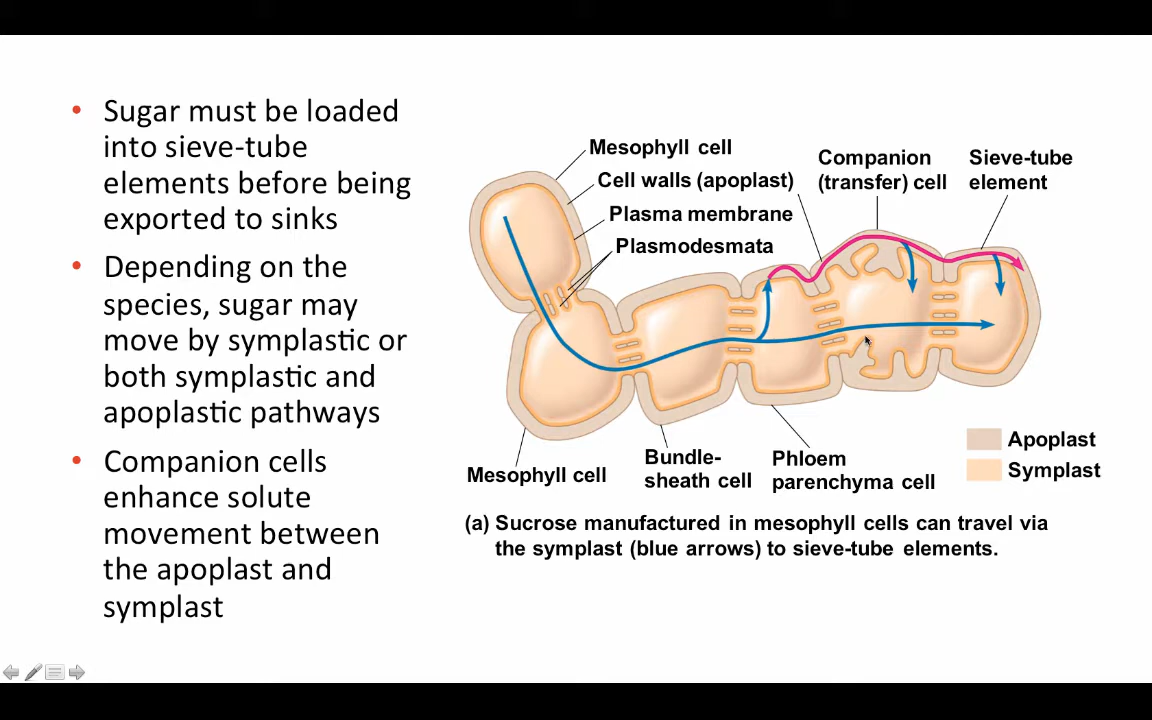 • Sugar must be loaded
into sieve-tube
elements before being
exported to sinks
• Depending on the
species, sugar may
move by symplastic or
both symplastic and
apoplastic pathways
• Companion cells
enhance solute
movement between
the apoplast and
symplast
Mesophyll cell
Cell walls (apoplast)
Plasma membrane
Plasmodesmata
Companion
(transfer) cell
Sieve-tube
element
Mesophyll cell
Bundle-
sheath cell
Phloem
parenchyma cell
Apoplast
Symplast
(a) Sucrose manufactured in mesophyll cells can travel via
the symplast (blue arrows) to sieve-tube elements.